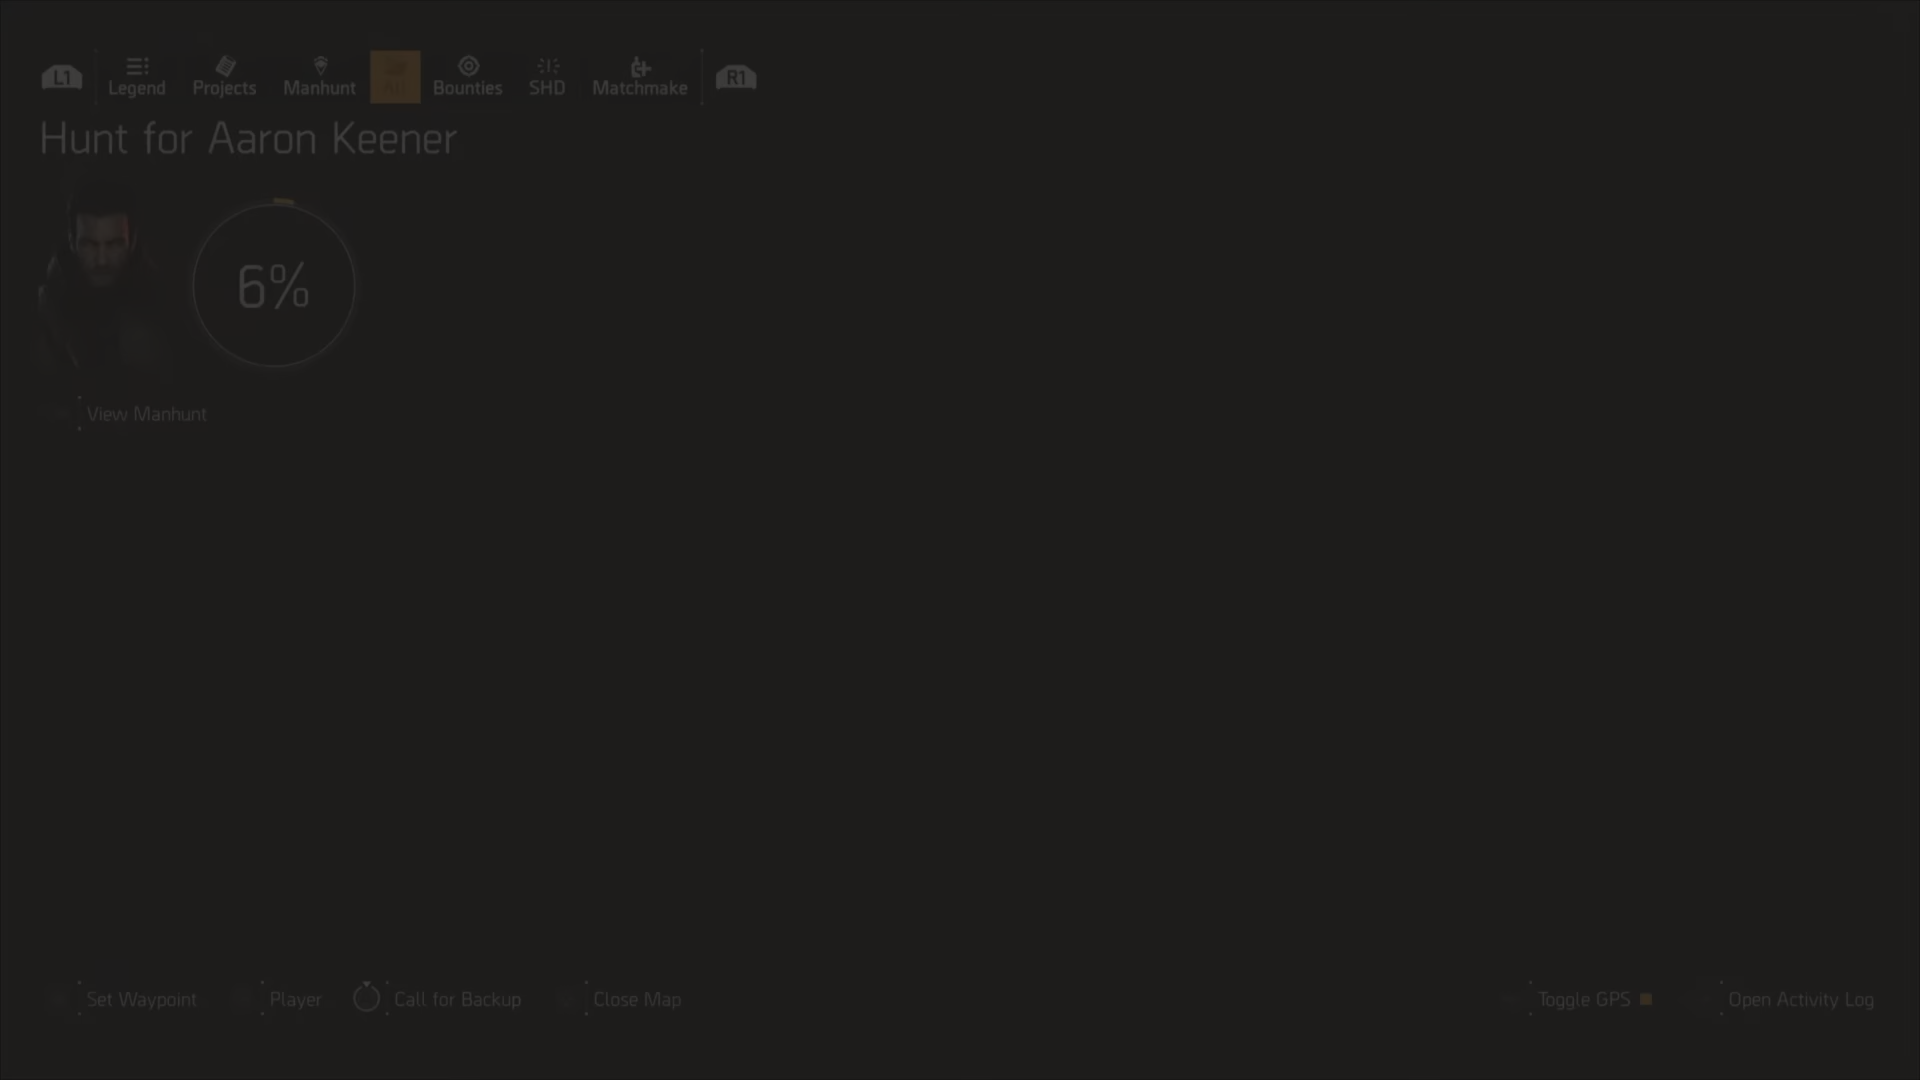 L1 Legend Projects Manhunt All Bounties SHD Matchmake R1
Hunt for Aaron Keener
6%
View Manhunt
Set Waypoint Player Call for Backup Close Map Toggle GPS Open Activity Log